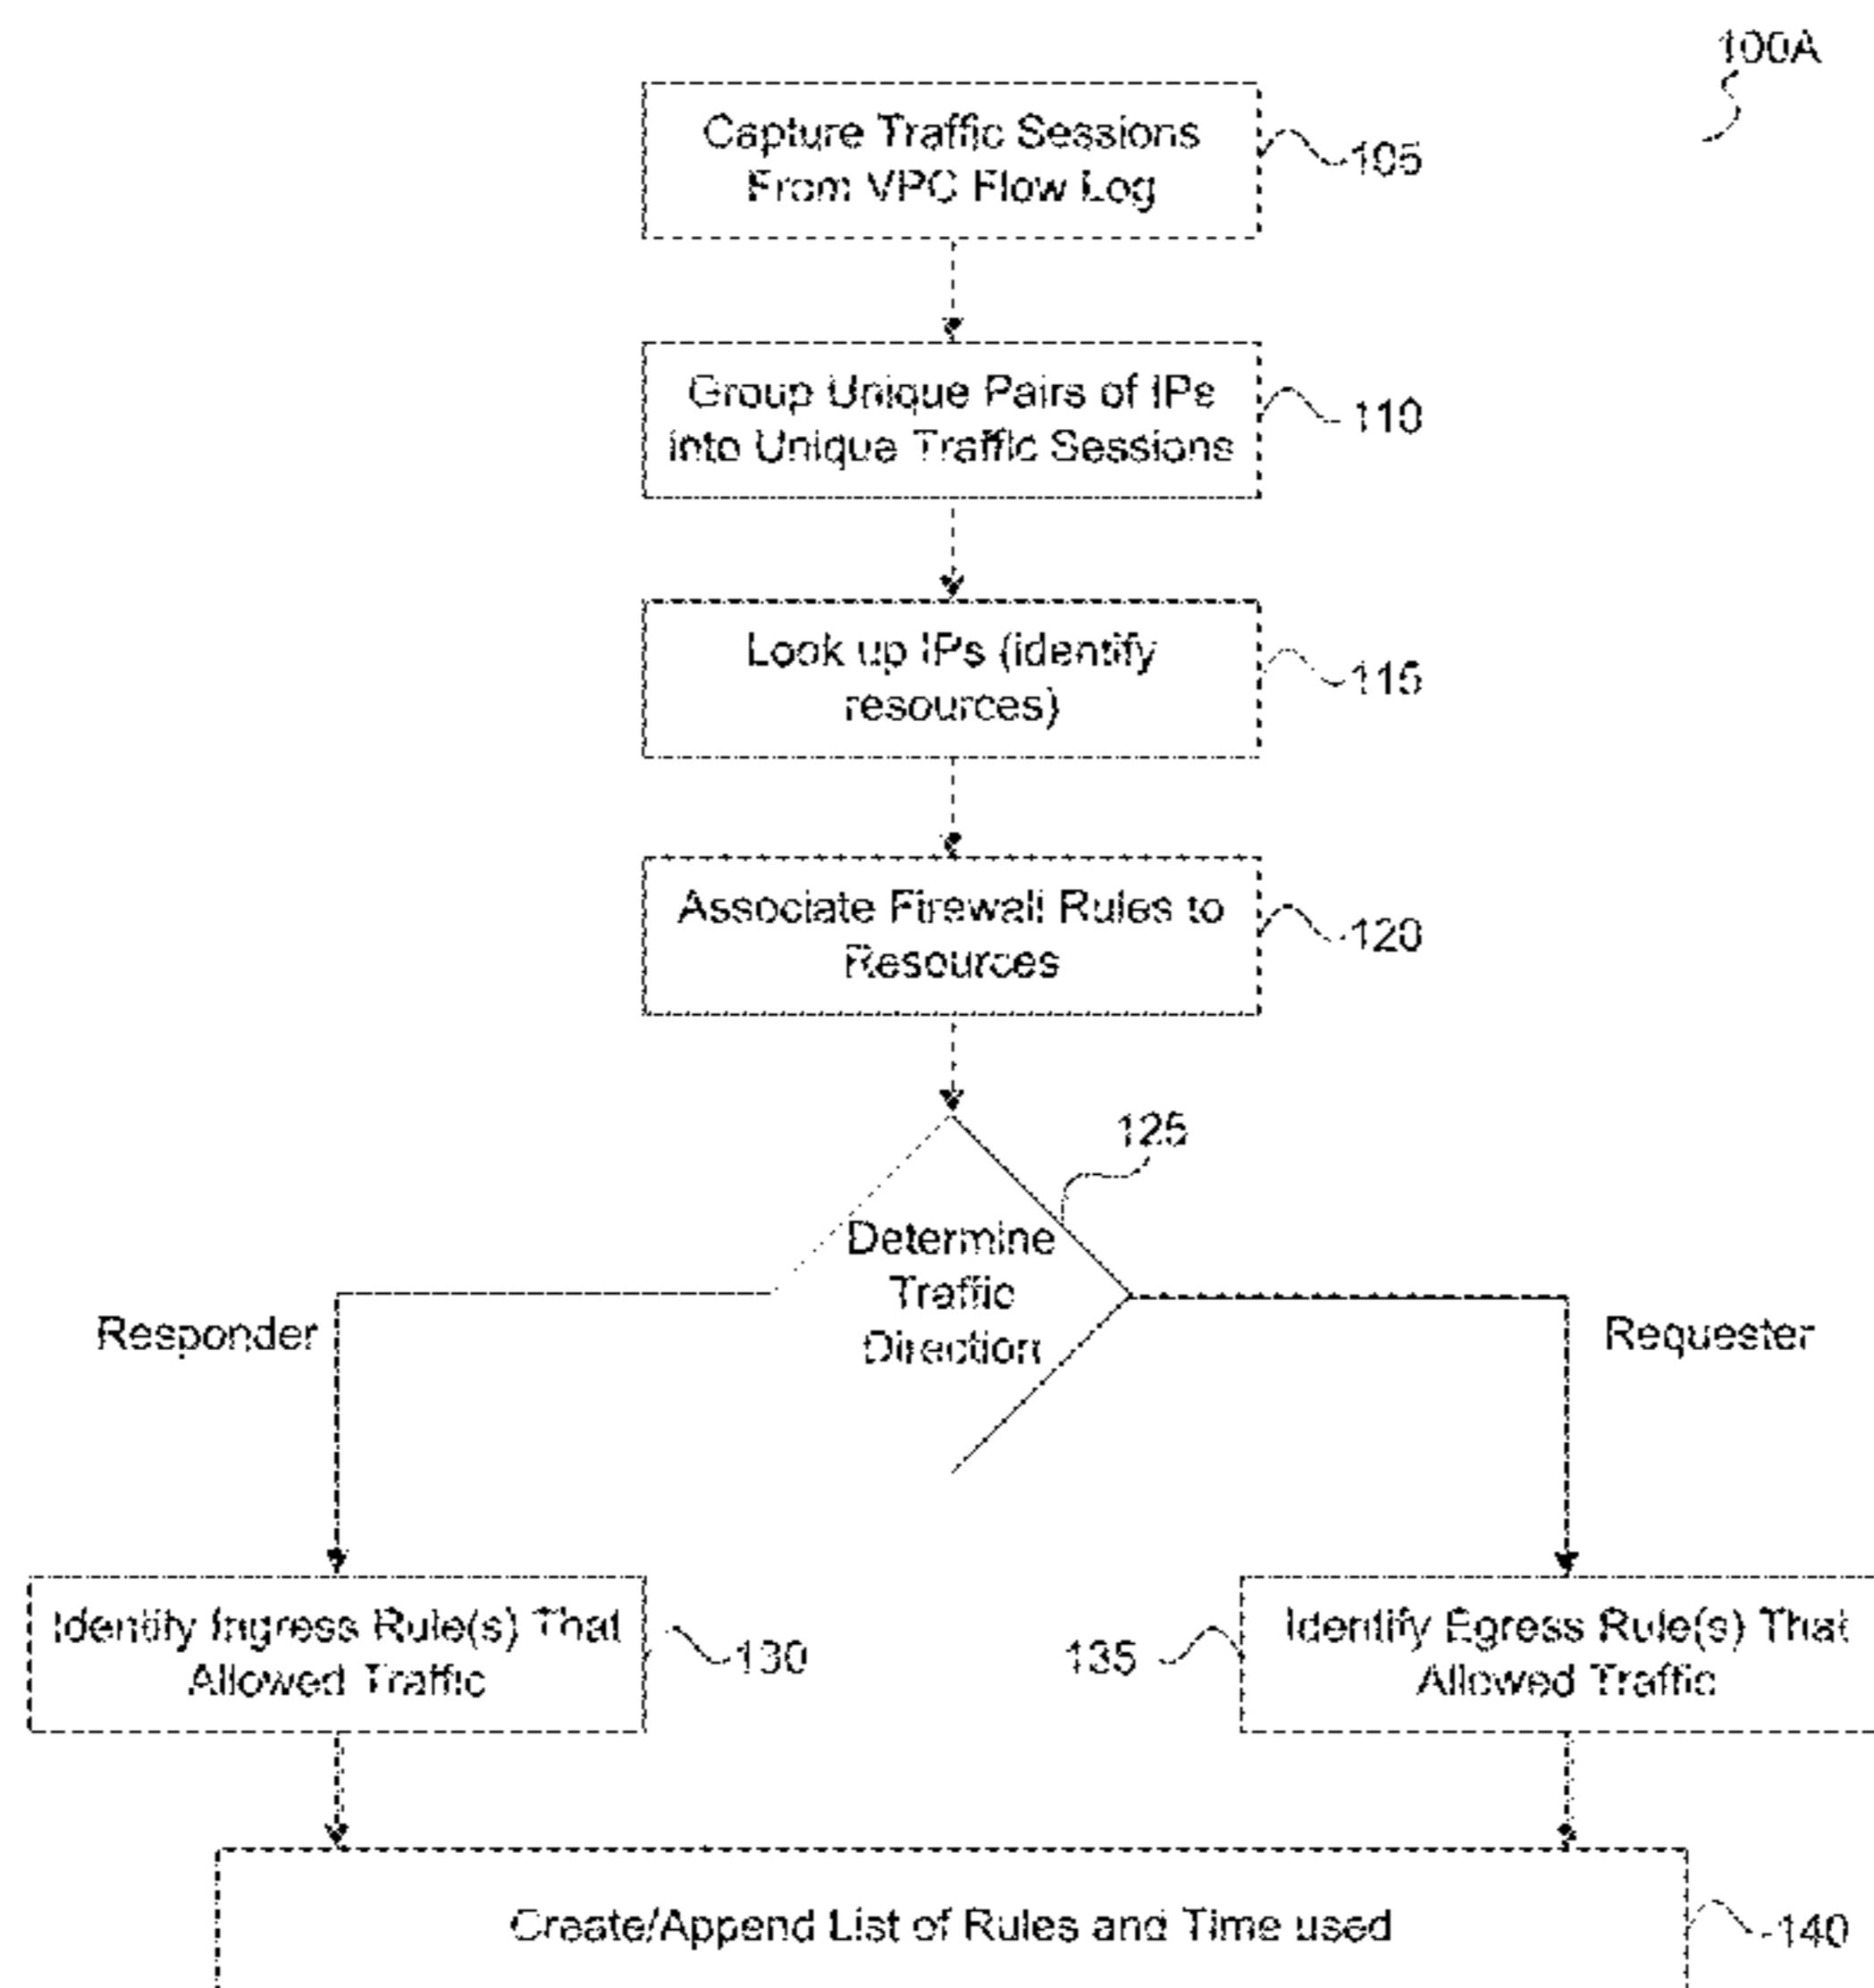 100A
Capture Traffic Sessions
From VPC Flow Log
105
Group Unique Pairs of IPs
into Unique Traffic Sessions
110
Look up IPs (identify
resources)
115
Associate Firewall Rules to
Resources
120
125
Determine
Traffic
Direction
Responder
Requester
Identify Ingress Rule(s) That
Allowed Traffic
130
135
Identify Egress Rule(s) That
Allowed Traffic
Create/Append List of Rules and Time used
140